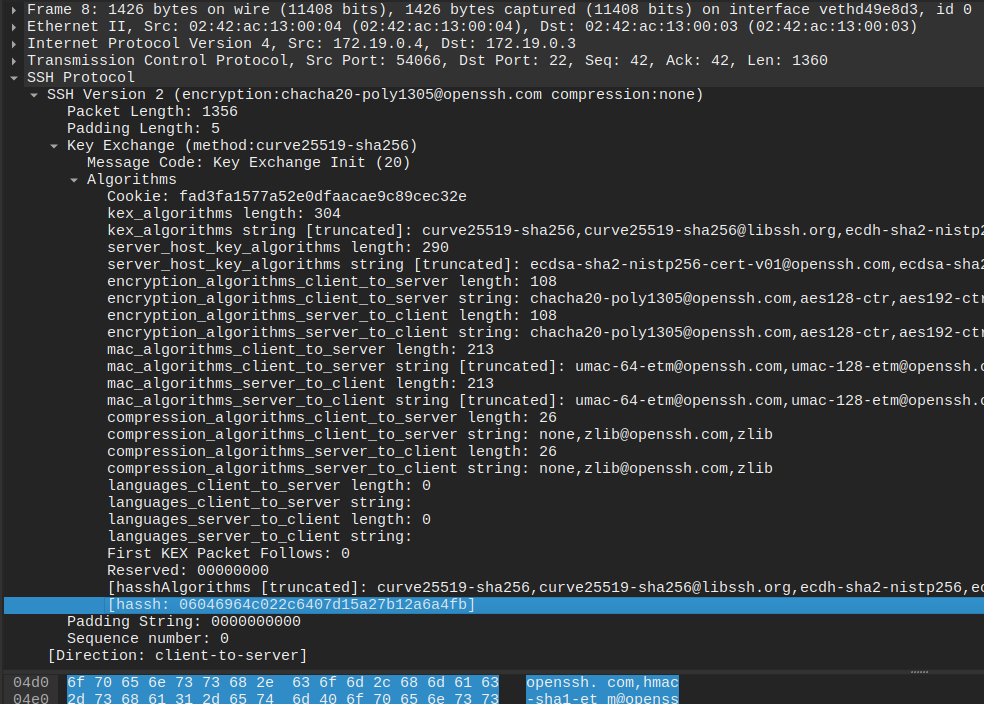 Frame 8: 1426 bytes on wire (11408 bits), 1426 bytes captured (11408 bits) on interface vethd49e8d3, id 0
Ethernet II, Src: 02:42:ac:13:00:04 (02:42:ac:13:00:04), Dst: 02:42:ac:13:00:03 (02:42:ac:13:00:03)
Internet Protocol Version 4, Src: 172.19.0.4, Dst: 172.19.0.3
Transmission Control Protocol, Src Port: 54066, Dst Port: 22, Seq: 42, Ack: 42, Len: 1360
SSH Protocol
SSH Version 2 (encryption:chacha20-poly1305@openssh.com compression:none)
Packet Length: 1356
Padding Length: 5
Key Exchange (method:curve25519-sha256)
Message Code: Key Exchange Init (20)
Algorithms
Cookie: fad3fa1577a52e0dfaacae9c89cec32e
kex_algorithms length: 304
kex_algorithms string [truncated]: curve25519-sha256,curve25519-sha256@libssh.org,ecdh-sha2-nistp2
server_host_key_algorithms length: 290
server_host_key_algorithms string [truncated]: ecdsa-sha2-nistp256-cert-v01@openssh.com,ecdsa-sha2
encryption_algorithms_client_to_server length: 108
encryption_algorithms_client_to_server string: chacha20-poly1305@openssh.com,aes128-ctr,aes192-ctr
encryption_algorithms_server_to_client length: 108
encryption_algorithms_server_to_client string: chacha20-poly1305@openssh.com,aes128-ctr,aes192-ctr
mac_algorithms_client_to_server length: 213
mac_algorithms_client_to_server string [truncated]: umac-64-etm@openssh.com,umac-128-etm@openssh.c
mac_algorithms_server_to_client length: 213
mac_algorithms_server_to_client string [truncated]: umac-64-etm@openssh.com,umac-128-etm@openssh.c
compression_algorithms_client_to_server length: 26
compression_algorithms_client_to_server string: none,zlib@openssh.com,zlib
compression_algorithms_server_to_client length: 26
compression_algorithms_server_to_client string: none,zlib@openssh.com,zlib
languages_client_to_server length: 0
languages_client_to_server string:
languages_server_to_client length: 0
languages_server_to_client string:
First KEX Packet Follows: 0
Reserved: 00000000
[hasshAlgorithms [truncated]: curve25519-sha256,curve25519-sha256@libssh.org,ecdh-sha2-nistp256,ec
[hassh: 06046964c022c6407d15a27b12a6a4fb]
Padding String: 0000000000
Sequence number: 0
[Direction: client-to-server]
04d0 6f 70 65 6e 73 73 68 2e 63 6f 6d 2c 68 6d 61 63 openssh. com,hmac
04e0 2d 73 68 61 31 2d 65 74 6d 40 6f 70 65 6e 73 73 -sha1-et m@openss